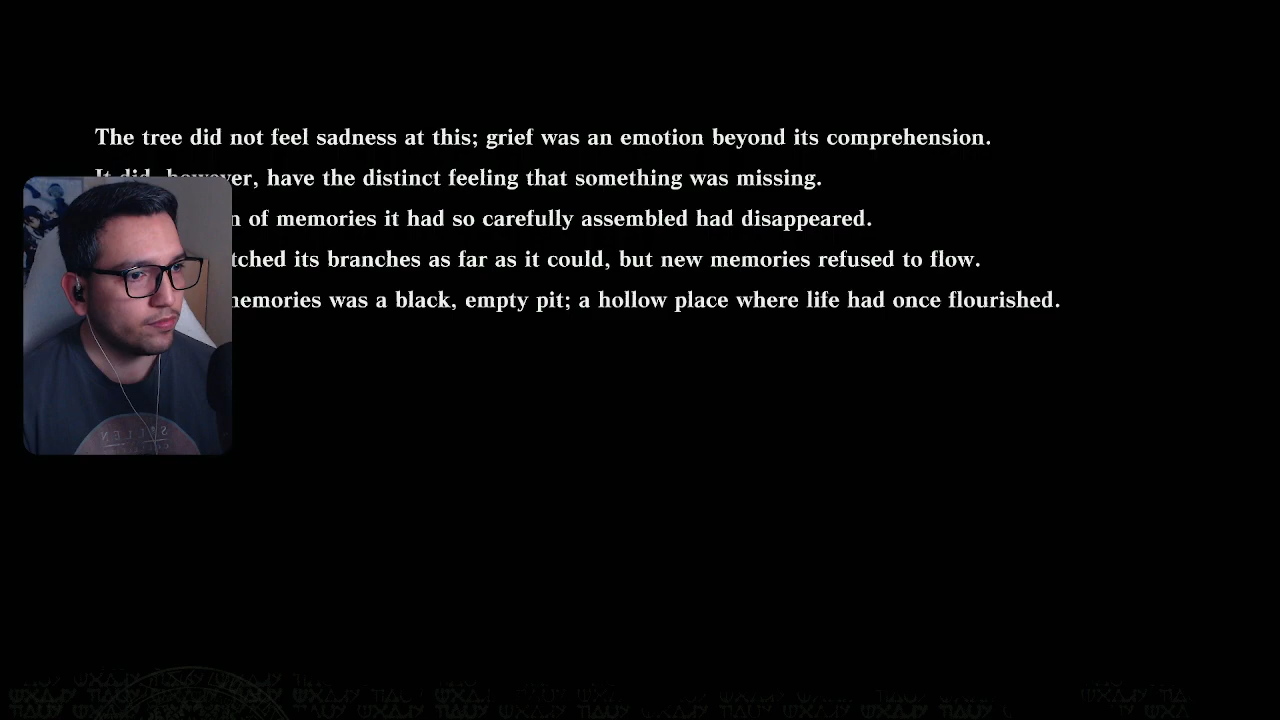 The tree did not feel sadness at this; grief was an emotion beyond its comprehension.
It did, however, have the distinct feeling that something was missing.
of memories it had so carefully assembled had disappeared.
its branches as far as it could, but new memories refused to flow.
memories was a black, empty pit; a hollow place where life had once flourished.